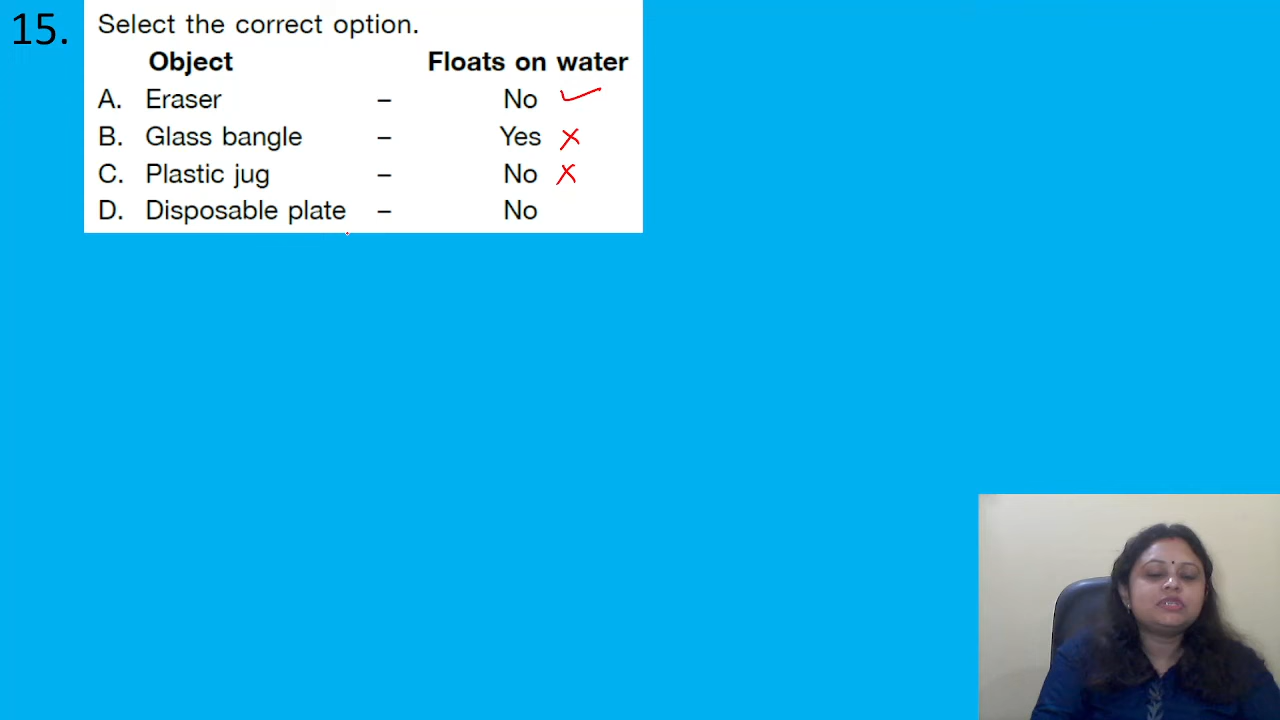 15.
Select the correct option.
Object Floats on water
A. Eraser – No ✓
B. Glass bangle – Yes ✗
C. Plastic jug – No ✗
D. Disposable plate – No